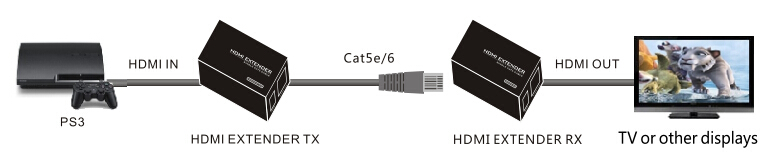 HDMI IN
HDMI EXTENDER
Cat5e/6
HDMI EXTENDER
HDMI OUT
PS3
HDMI EXTENDER TX
HDMI EXTENDER RX
TV or other displays